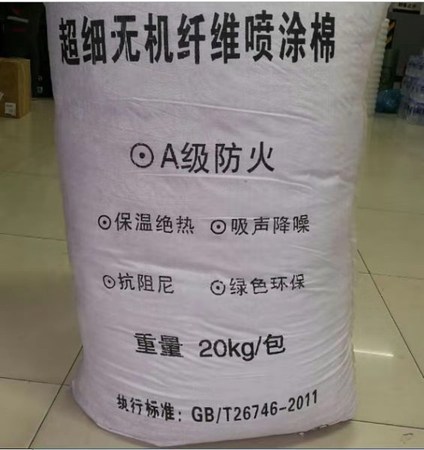 超细无机纤维喷涂棉
⊙A级防火
⊙保温绝热 ⊙吸声降噪
⊙抗阻尼 ⊙绿色环保
重量 20kg/包
执行标准：GB/T26746-2011